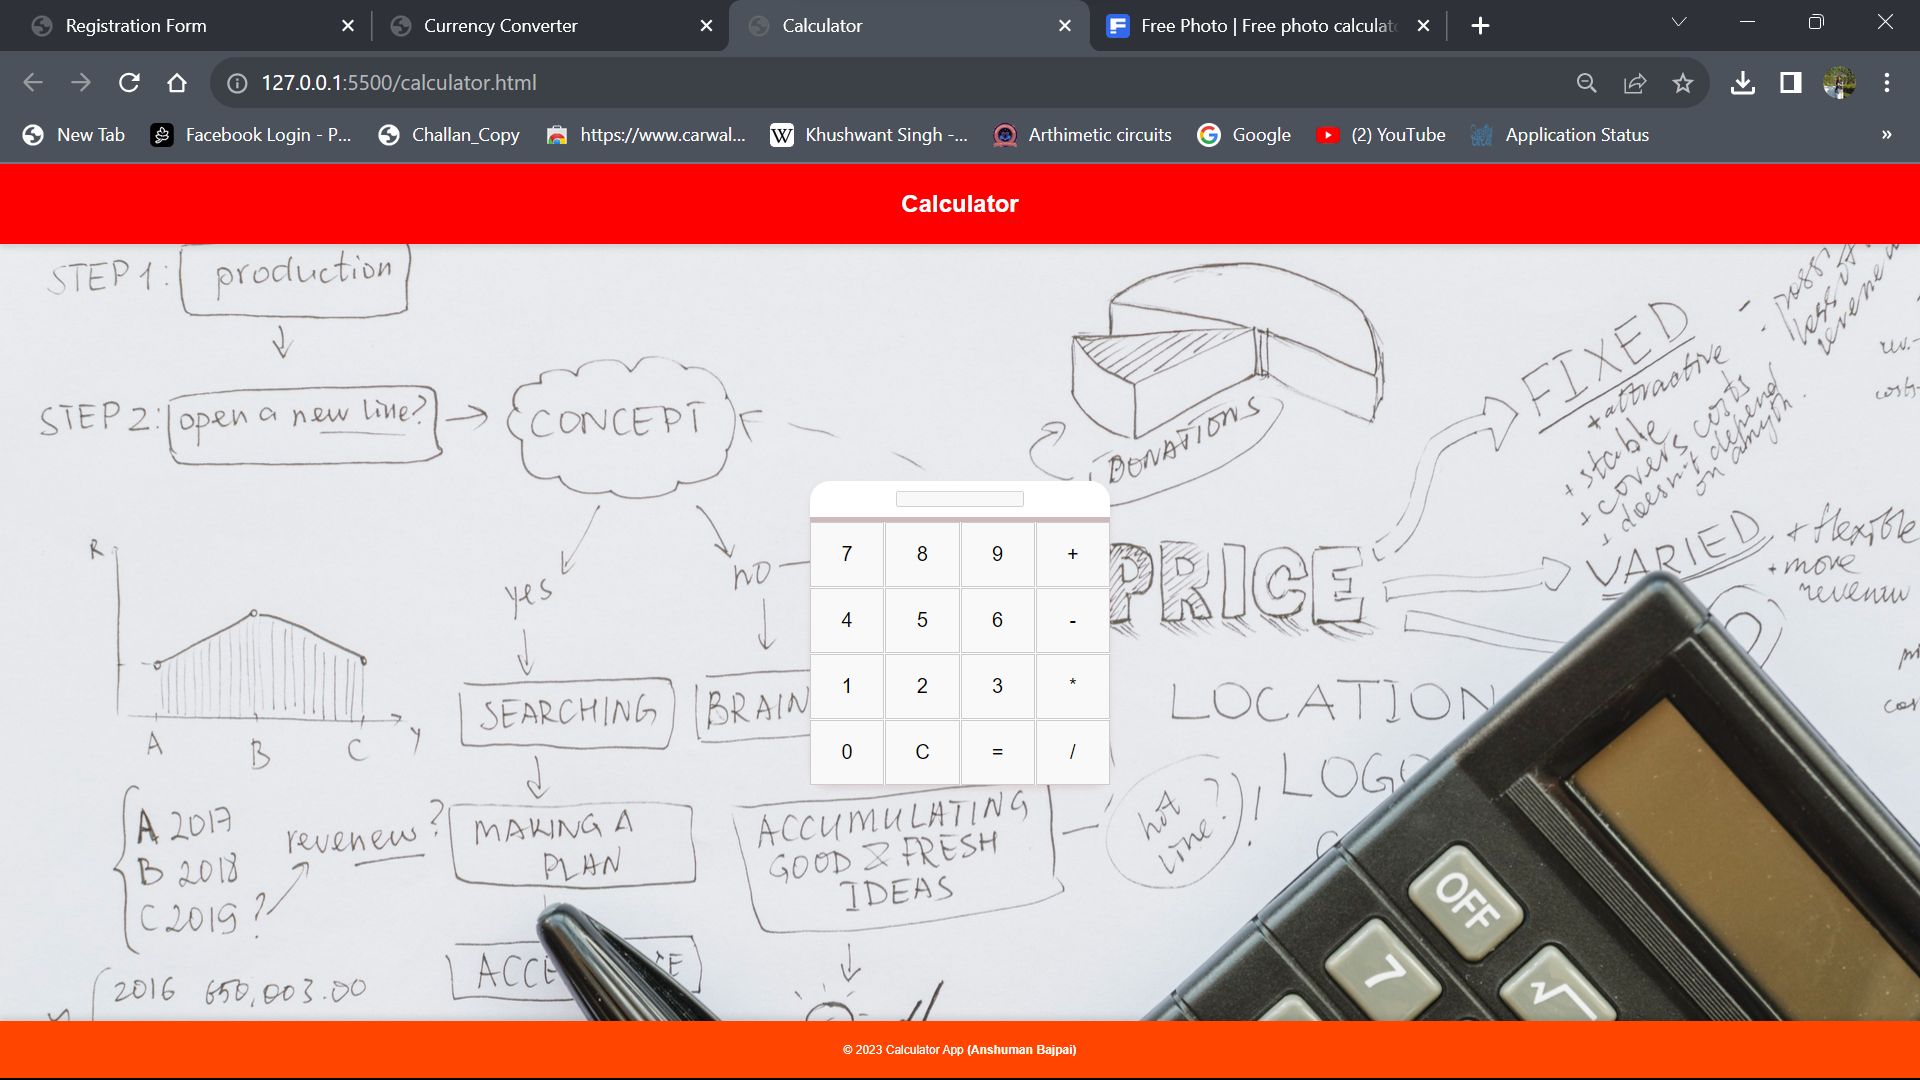 Registration Form
Currency Converter
Calculator
Free Photo | Free photo calculat
127.0.0.1:5500/calculator.html
New Tab
Facebook Login - P...
Challan_Copy
https://www.carwal...
Khushwant Singh -...
Arthimetic circuits
Google
(2) YouTube
Application Status
»
Calculator
STEP 1: production
STEP 2: open a new line?
CONCEPT
DONATIONS
FIXED
+ attractive
+ stable
+ covers costs
+ doesn't depend
on
revenue
VARIED
+ flexible
+ more
revenue
costs
R
A B C y
yes
no
PRICE
7 8 9 +
4 5 6 -
1 2 3 *
0 C = /
SEARCHING
BRAIN
LOCATION
LOGO
A 2017
B 2018
C 2019?
revenew?
MAKING A
PLAN
ACCUMULATING
GOOD & FRESH
IDEAS
hot
line?
!
2016 650,003.00
OFF
7
√
© 2023 Calculator App (Anshuman Bajpai)